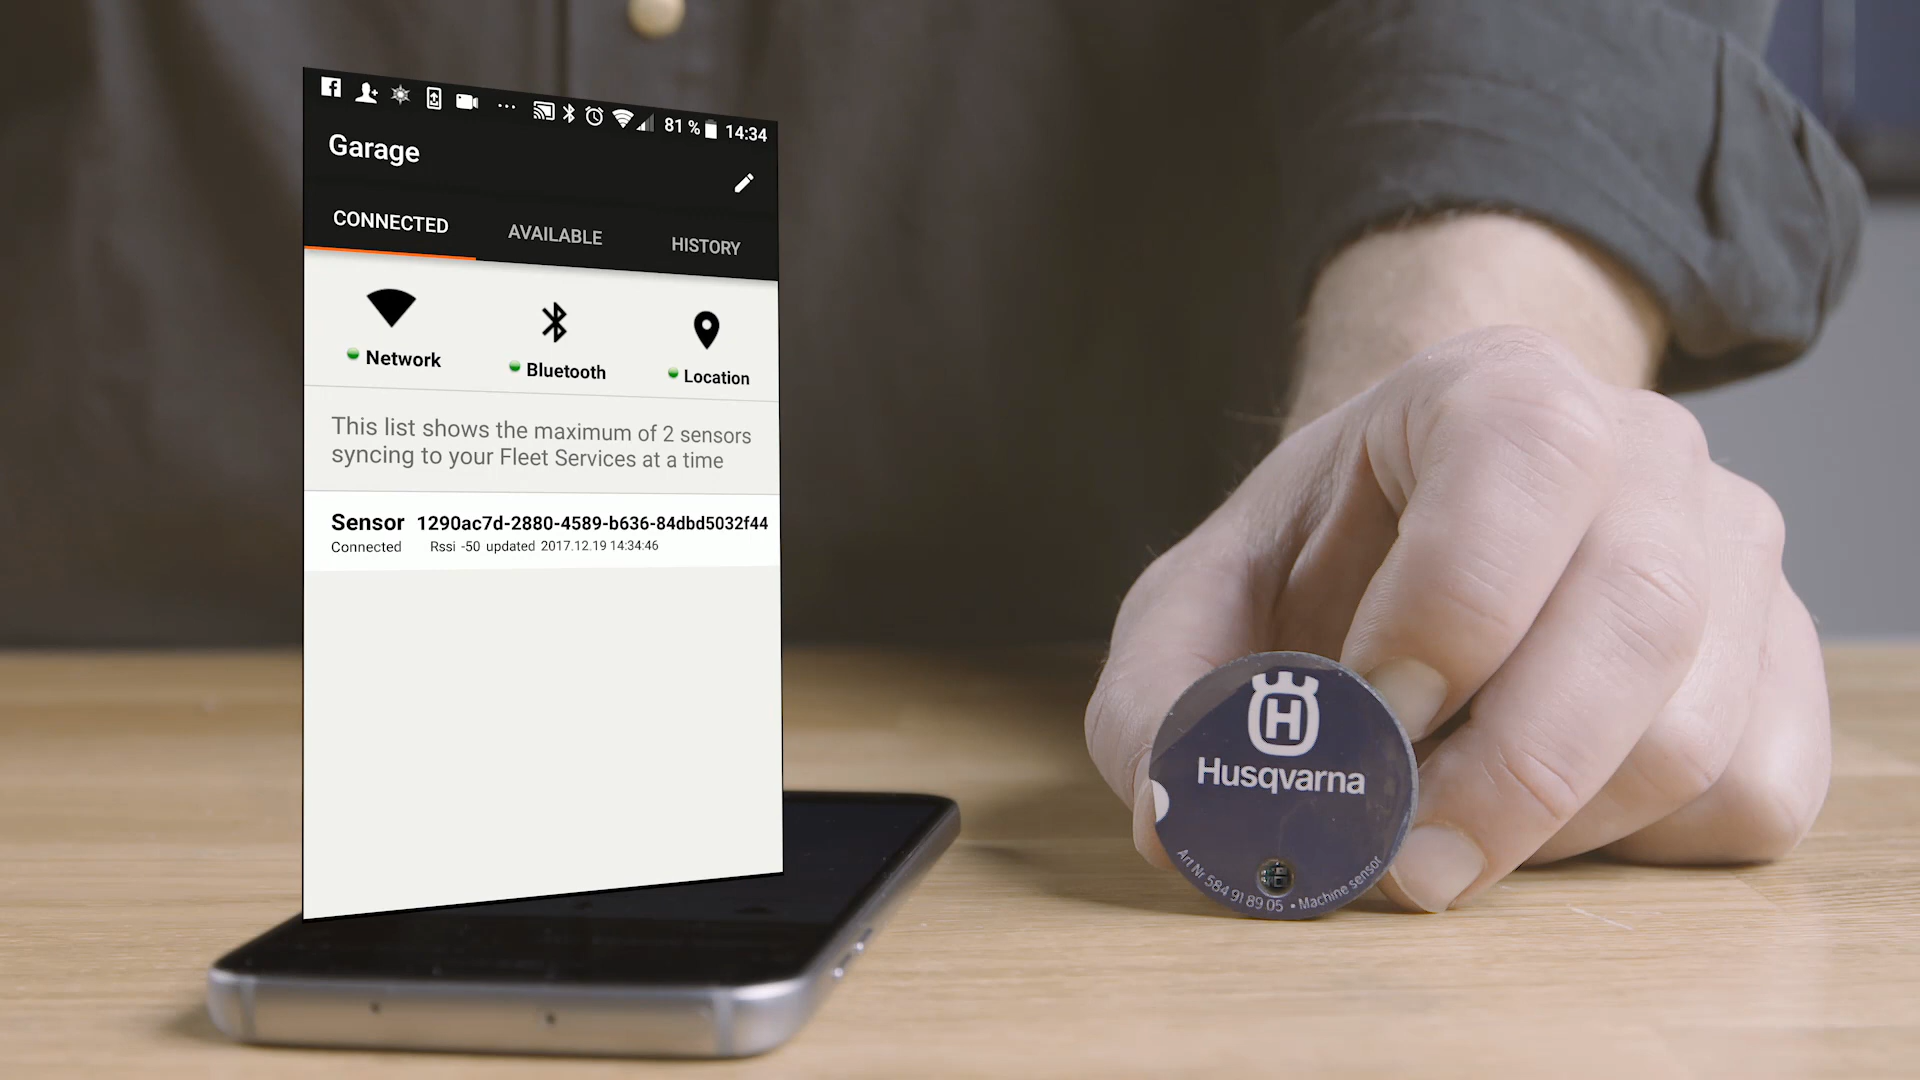 81 % 14:34
Garage
CONNECTED AVAILABLE HISTORY
Network Bluetooth Location
This list shows the maximum of 2 sensors
syncing to your Fleet Services at a time
Sensor 1290ac7d-2880-4589-b636-84dbd5032f44
Connected Rssi -50 updated 2017.12.19 14:34:46
H
Husqvarna
Art Nr 584 91 89 05 • Machine sensor